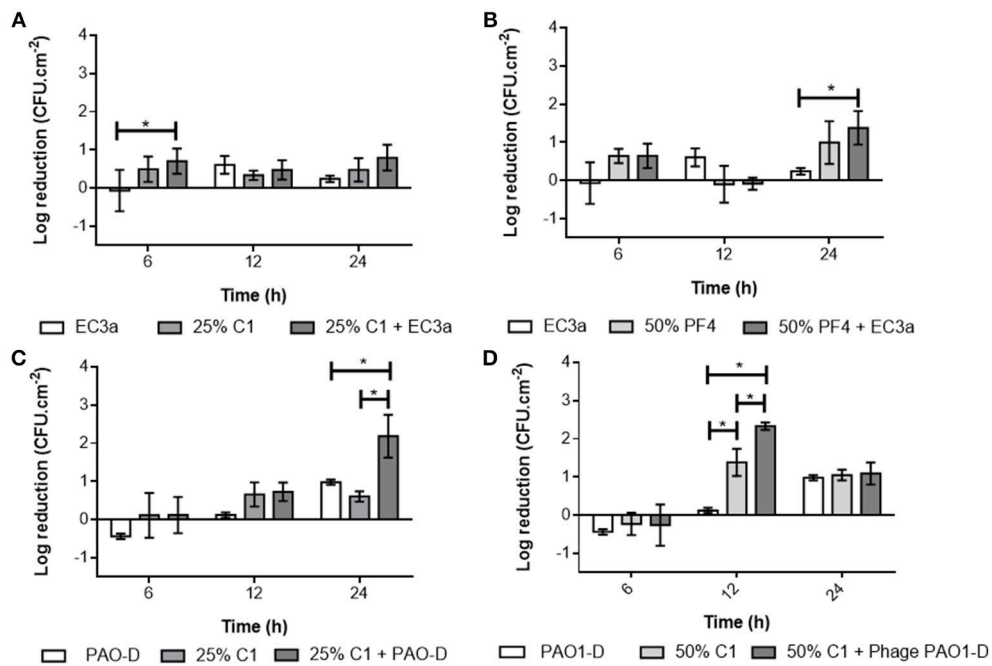 A
Log reduction (CFU.cm-2)
4
3
2
1
0
-1
*
6 12 24
Time (h)
EC3a 25% C1 25% C1 + EC3a
B
Log reduction (CFU.cm-2)
4
3
2
1
0
-1
*
6 12 24
Time (h)
EC3a 50% PF4 50% PF4 + EC3a
C
Log reduction (CFU.cm-2)
4
3
2
1
0
-1
*
*
6 12 24
Time (h)
PAO-D 25% C1 25% C1 + PAO-D
D
Log reduction (CFU.cm-2)
4
3
2
1
0
-1
*
*
*
6 12 24
Time (h)
PAO1-D 50% C1 50% C1 + Phage PAO1-D